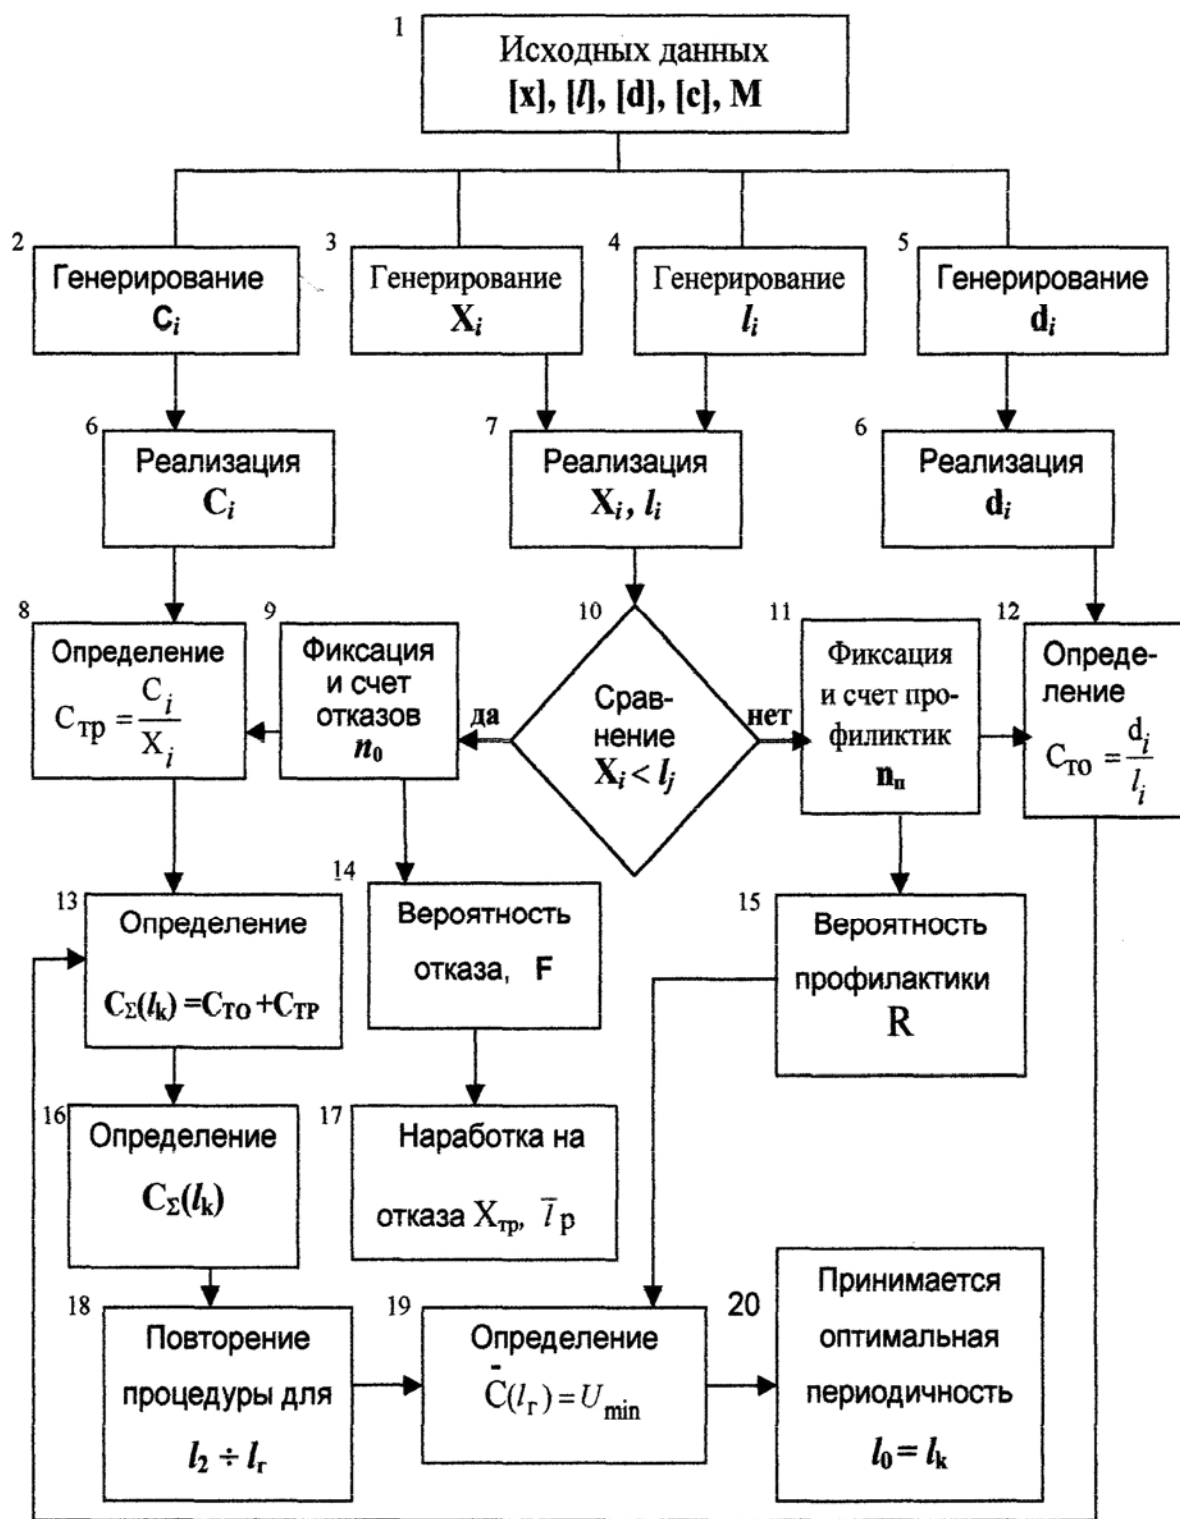 1
Исходных данных
[x], [l], [d], [c], M
2
Генерирование
Ci
3
Генерирование
Xi
4
Генерирование
li
5
Генерирование
di
6
Реализация
Ci
7
Реализация
Xi, li
6
Реализация
di
8
Определение
Cтр = Ci / Xi
9
Фиксация
и счет
отказов
n0
да
10
Срав-
нение
Xi < lj
нет
11
Фиксация
и счет про-
филиктик
nп
12
Опреде-
ление
Cто = di / li
13
Определение
CΣ(lk) =CТО +CТР
14
Вероятность
отказа, F
15
Вероятность
профилактики
R
16
Определение
CΣ(lk)
17
Наработка на
отказа Xтр, l̅р
18
Повторение
процедуры для
l2 ÷ lг
19
Определение
C̄(lг) = Umin
20
Принимается
оптимальная
периодичность
l0 = lk